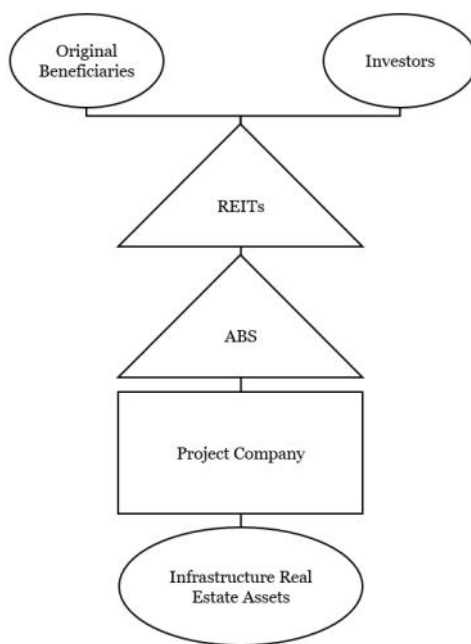 Original
Beneficiaries
Investors
REITs
ABS
Project Company
Infrastructure Real
Estate Assets